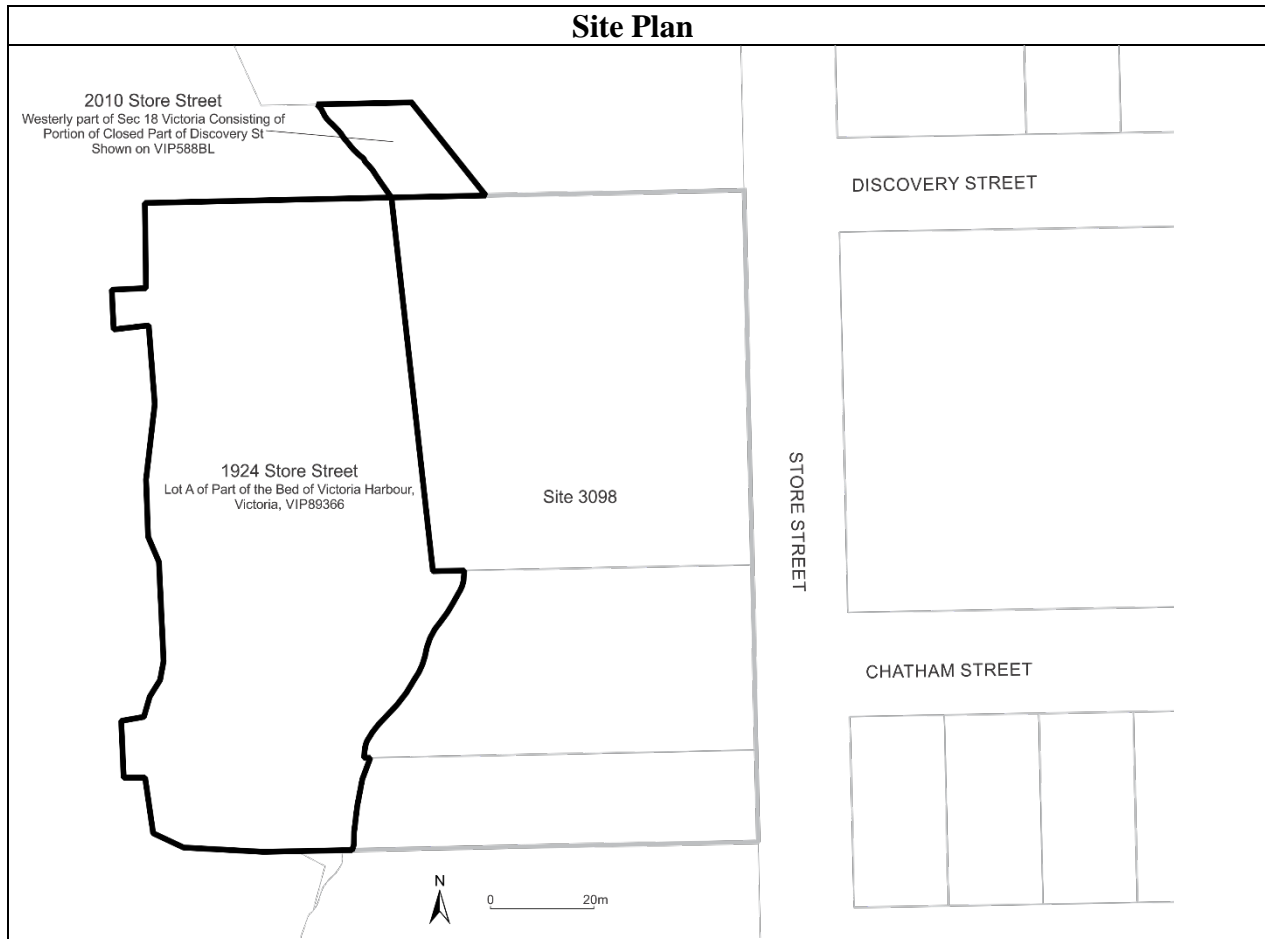 Site Plan
2010 Store Street
Westerly part of Sec 18 Victoria Consisting of
Portion of Closed Part of Discovery St
Shown on VIP588BL
DISCOVERY STREET
1924 Store Street
Lot A of Part of the Bed of Victoria Harbour,
Victoria, VIP89366
Site 3098
STORE STREET
CHATHAM STREET
N
0 20m